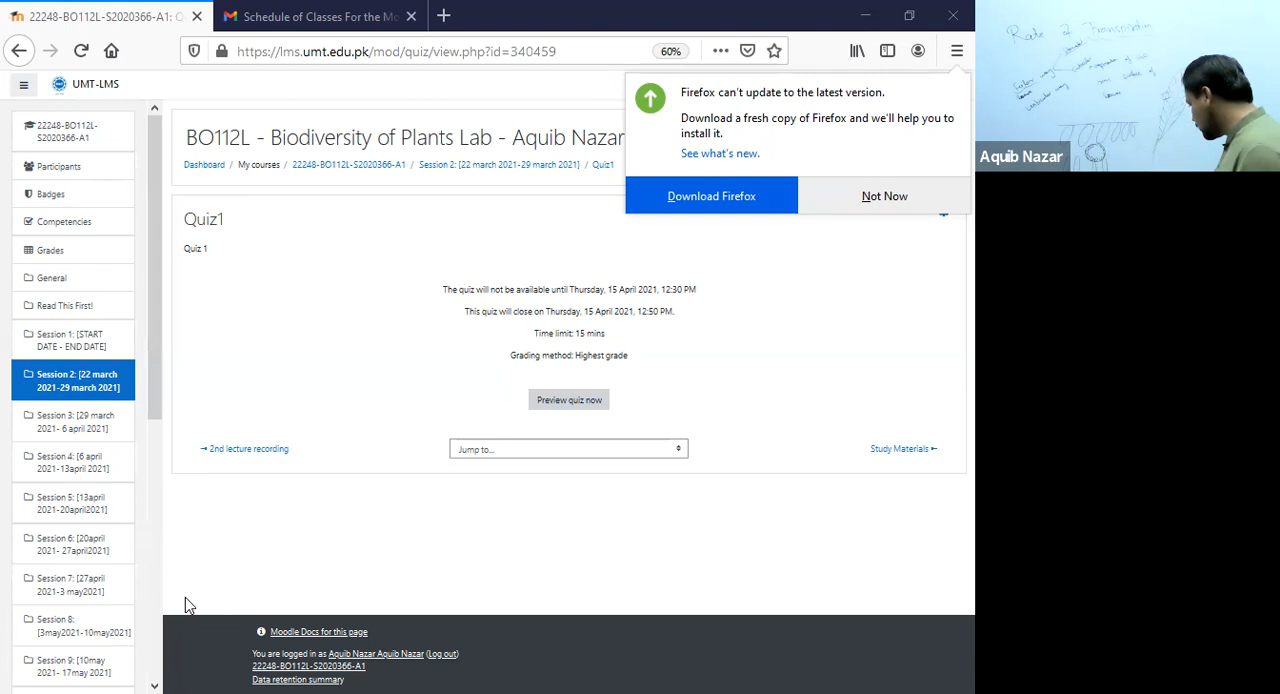 22248-BO112L-S2020366-A1: Q
Schedule of Classes For the Mo
https://lms.umt.edu.pk/mod/quiz/view.php?id=340459
60%
UMT-LMS
Firefox can't update to the latest version.
Download a fresh copy of Firefox and we'll help you to
install it.
See what's new.
Download Firefox
Not Now
22248-BO112L-
S2020366-A1
Participants
Badges
Competencies
Grades
General
Read This First!
Session 1: [START
DATE - END DATE]
Session 2: [22 march
2021-29 march 2021]
Session 3: [29 march
2021- 6 april 2021]
Session 4: [6 april
2021-13april 2021]
Session 5: [13april
2021-20april2021]
Session 6: [20april
2021- 27april2021]
Session 7: [27april
2021-3 may2021]
Session 8:
[3may2021-10may2021]
Session 9: [10may
2021- 17may 2021]
BO112L - Biodiversity of Plants Lab - Aquib Nazar
Dashboard / My courses / 22248-BO112L-S2020366-A1 / Session 2: [22 march 2021-29 march 2021] / Quiz1
Quiz1
Quiz 1
The quiz will not be available until Thursday, 15 April 2021, 12:30 PM
This quiz will close on Thursday, 15 April 2021, 12:50 PM.
Time limit: 15 mins
Grading method: Highest grade
Preview quiz now
2nd lecture recording
Jump to...
Study Materials
Moodle Docs for this page
You are logged in as Aquib Nazar Aquib Nazar (Log out)
22248-BO112L-S2020366-A1
Data retention summary
Rate of Transpiration
Aquib Nazar